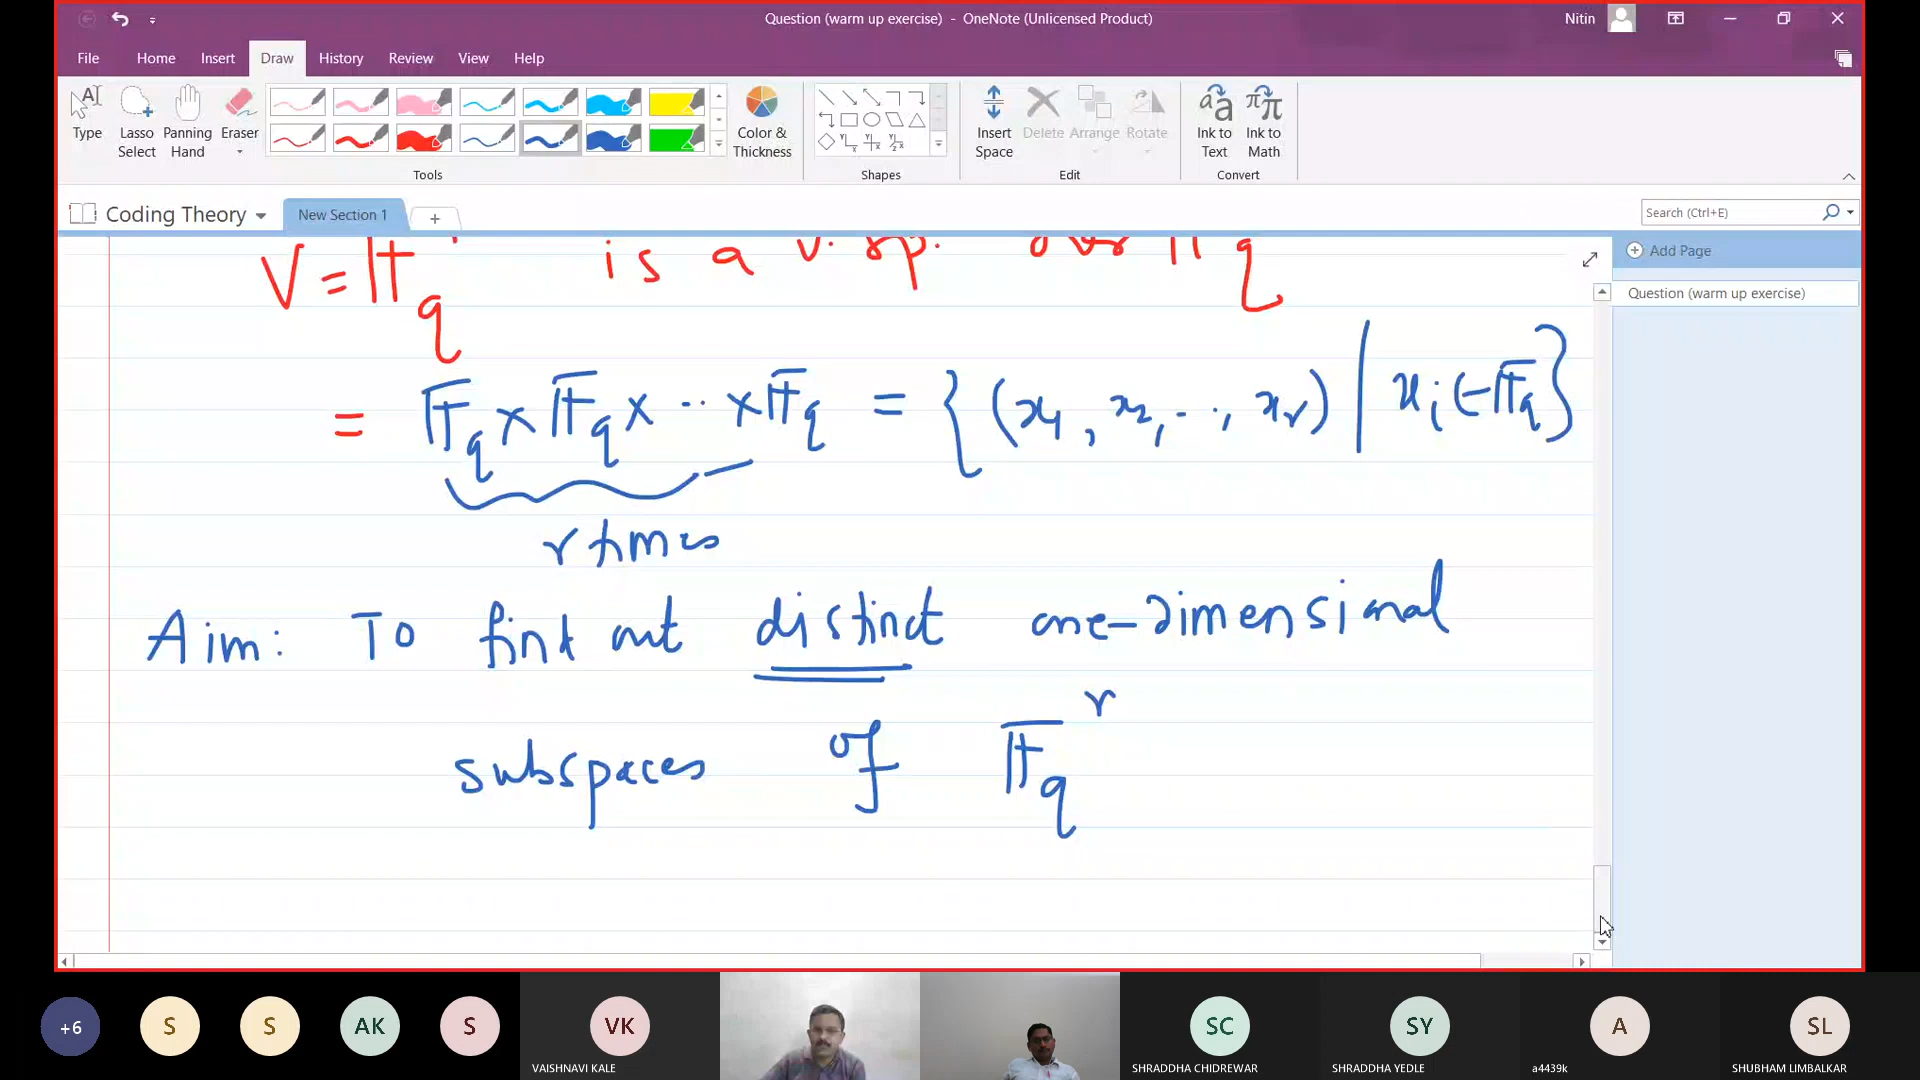 Question (warm up exercise) - OneNote (Unlicensed Product)
Nitin
File Home Insert Draw History Review View Help
Type Lasso Select Panning Hand Eraser
Color & Thickness
Insert Space Delete Arrange Rotate
Ink to Text Ink to Math
Tools Shapes Edit Convert
Coding Theory New Section 1 +
Search (Ctrl+E)
Add Page
Question (warm up exercise)
V = 𝔽q^r is a v. sp. over 𝔽q
= 𝔽q × 𝔽q × ·· × 𝔽q = { (x1, x2, ··, xr) | xi ∈ 𝔽q }
r times
Aim: To find out distinct one-dimensional
subspaces of 𝔽q^r
+6 S S AK S VK SC SY A SL
VAISHNAVI KALE SHRADDHA CHIDREWAR SHRADDHA YEDLE a4439k SHUBHAM LIMBALKAR